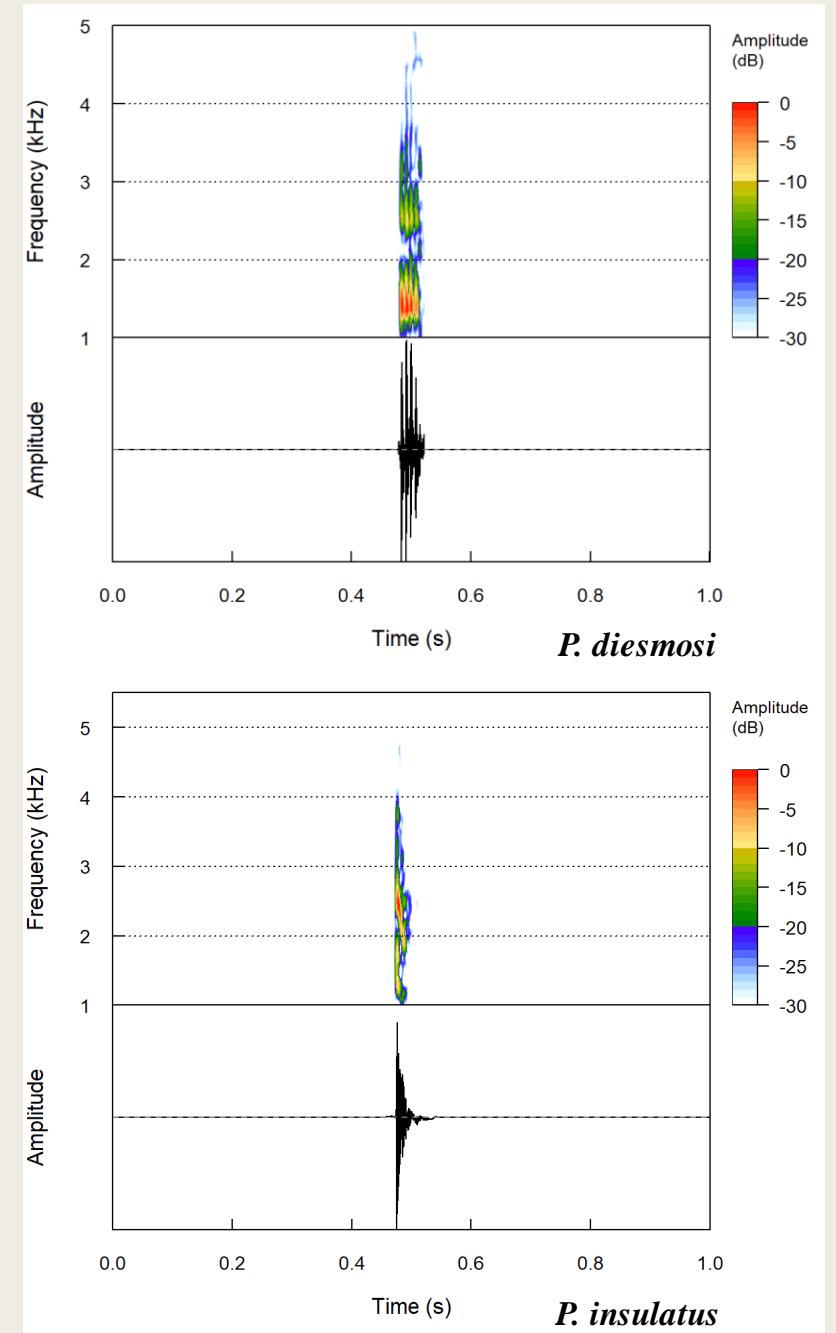 5
4
3
2
1
Frequency (kHz)
Amplitude
(dB)
0
-5
-10
-15
-20
-25
-30
Amplitude
0.0 0.2 0.4 0.6 0.8 1.0
Time (s)
P. diesmosi
5
4
3
2
1
Frequency (kHz)
Amplitude
(dB)
0
-5
-10
-15
-20
-25
-30
Amplitude
0.0 0.2 0.4 0.6 0.8 1.0
Time (s)
P. insulatus